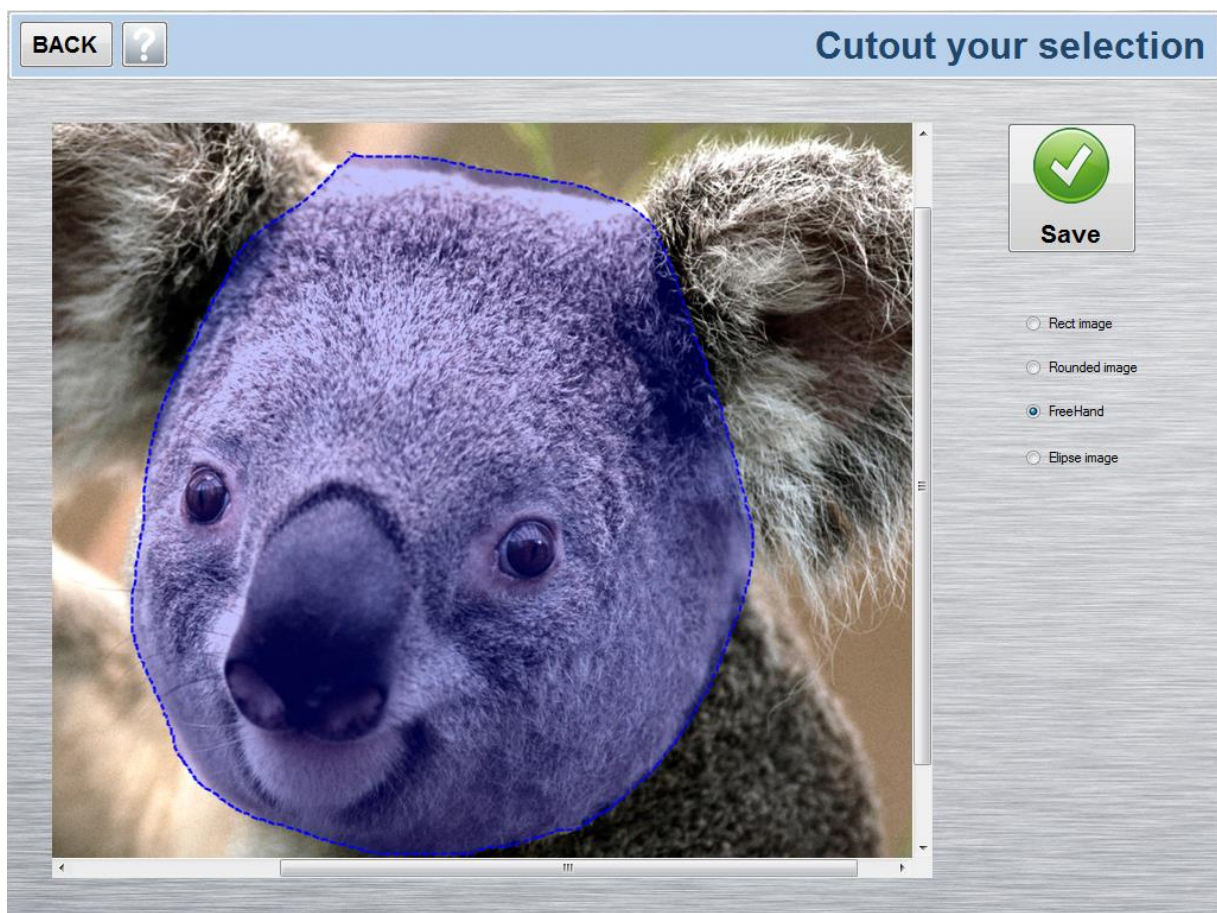 BACK
?
Cutout your selection
Save
Rect image
Rounded image
FreeHand
Elipse image